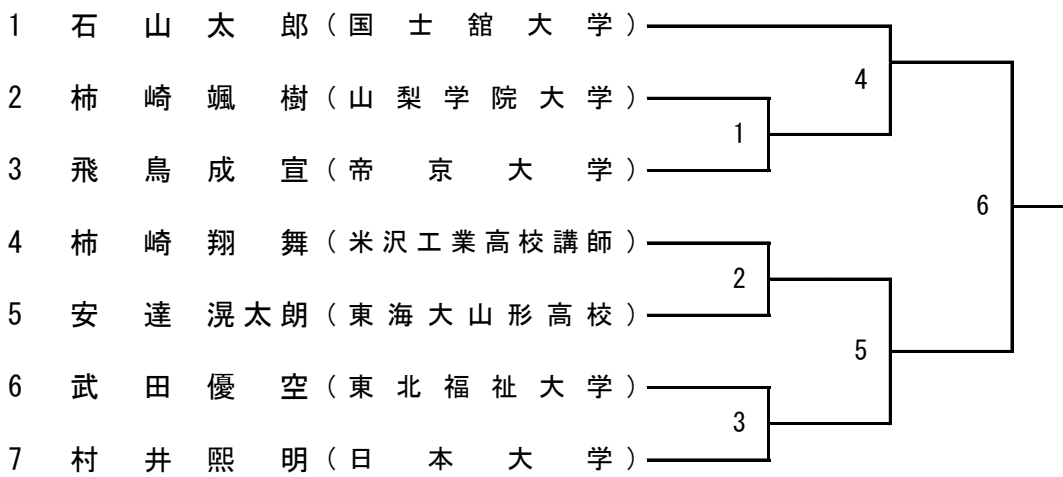 1 石山太郎（国士舘大学）
4
2 柿崎颯樹（山梨学院大学）
1
3 飛鳥成宣（帝京大学）
6
4 柿崎翔舞（米沢工業高校講師）
2
5 安達滉太朗（東海大山形高校）
5
6 武田優空（東北福祉大学）
3
7 村井熙明（日本大学）